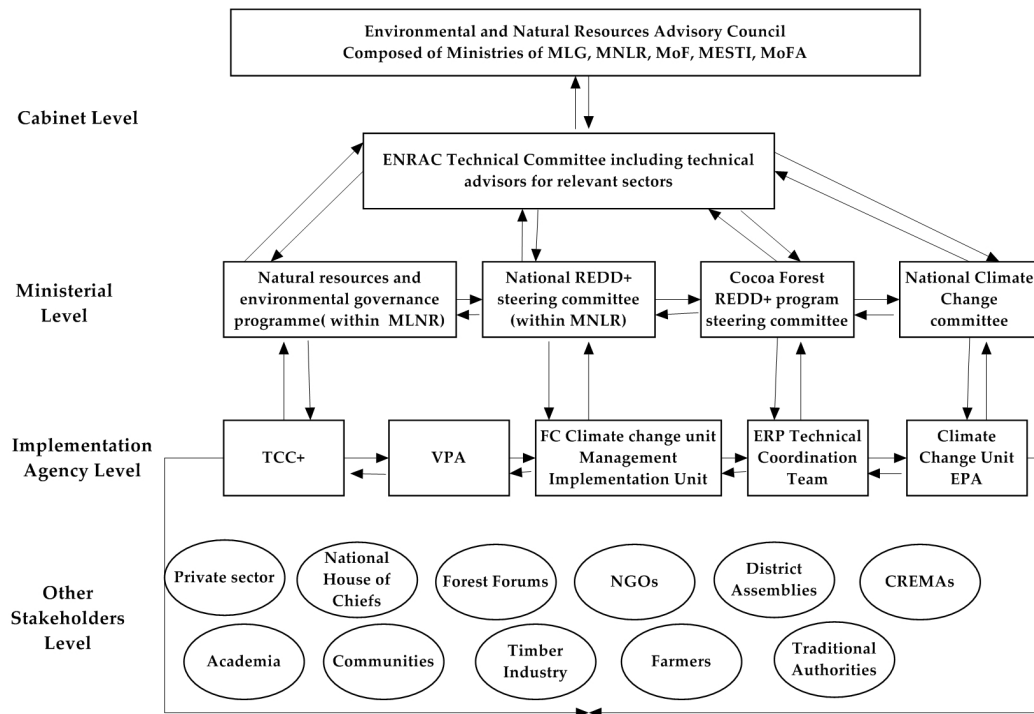 Environmental and Natural Resources Advisory Council
Composed of Ministries of MLG, MNLR, MoF, MESTI, MoFA
Cabinet Level
ENRAC Technical Committee including technical
advisors for relevant sectors
Ministerial
Level
Natural resources and
environmental governance
programme( within MLNR)
National REDD+
steering committee
(within MNLR)
Cocoa Forest
REDD+ program
steering committee
National Climate
Change
committee
Implementation
Agency Level
TCC+
VPA
FC Climate change unit
Management
Implementation Unit
ERP Technical
Coordination
Team
Climate
Change Unit
EPA
Other
Stakeholders
Level
Private sector
National
House of
Chiefs
Forest Forums
NGOs
District
Assemblies
CREMAs
Academia
Communities
Timber
Industry
Farmers
Traditional
Authorities